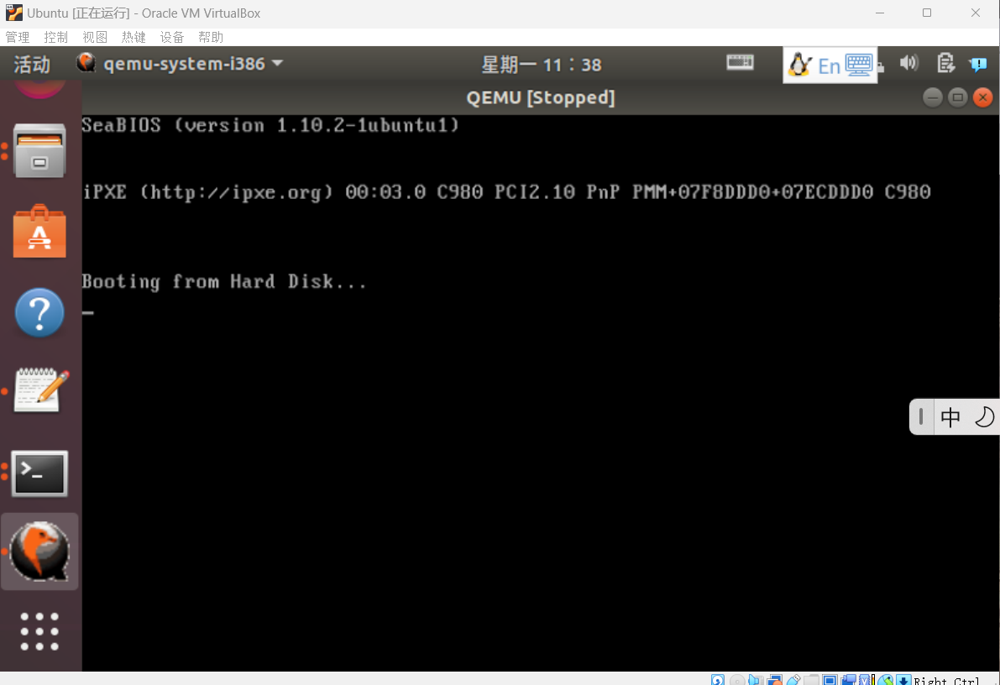 Ubuntu [正在运行] - Oracle VM VirtualBox
管理 控制 视图 热键 设备 帮助
活动 qemu-system-i386 星期一 11：38 En
QEMU [Stopped]
SeaBIOS (version 1.10.2-1ubuntu1)
iPXE (http://ipxe.org) 00:03.0 C980 PCI2.10 PnP PMM+07F8DDD0+07ECDDD0 C980
Booting from Hard Disk...
中
Right Ctrl